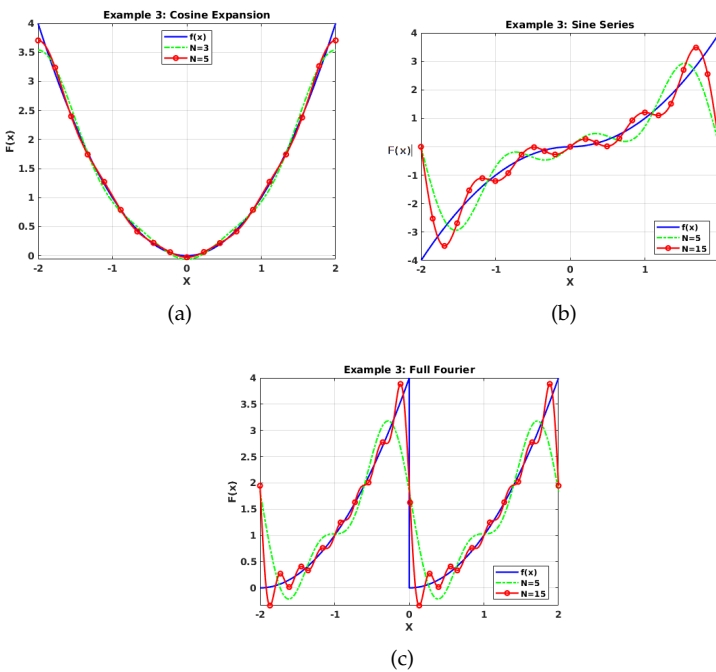 Example 3: Cosine Expansion
4
3.5
3
2.5
2
1.5
1
0.5
0
F(x)
-2 -1 0 1 2
X
f(x)
N=3
N=5
(a)
Example 3: Sine Series
4
3
2
1
F(x)
-1
-2
-3
-4
-2 -1 0 1
X
f(x)
N=5
N=15
(b)
Example 3: Full Fourier
4
3.5
3
2.5
2
1.5
1
0.5
0
F(x)
-2 -1 0 1 2
X
f(x)
N=5
N=15
(c)